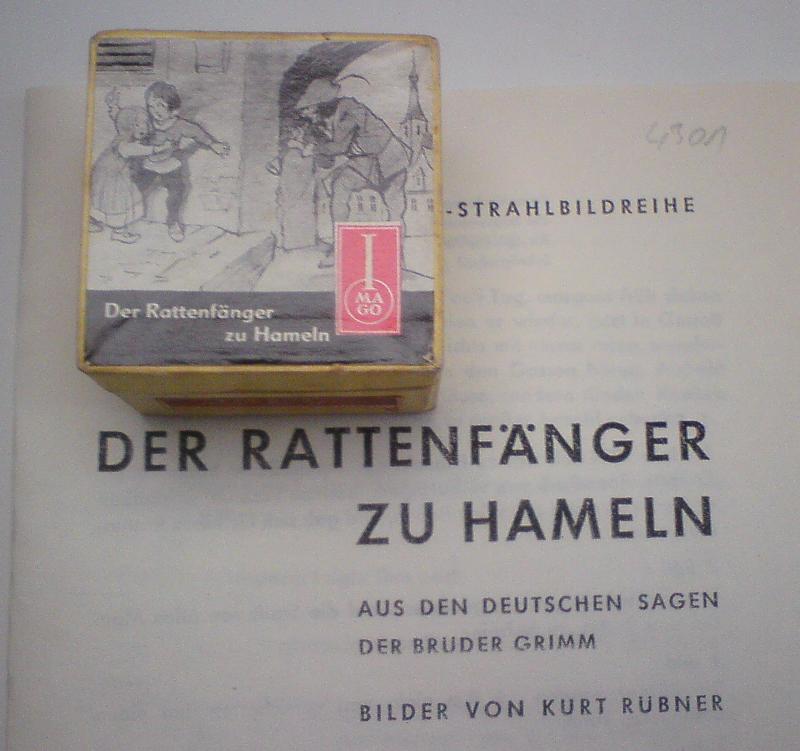 4301
-STRAHLBILDREIHE
I
MA
GO
Der Rattenfänger
zu Hameln
DER RATTENFÄNGER
ZU HAMELN
AUS DEN DEUTSCHEN SAGEN
DER BRÜDER GRIMM
BILDER VON KURT RÜBNER